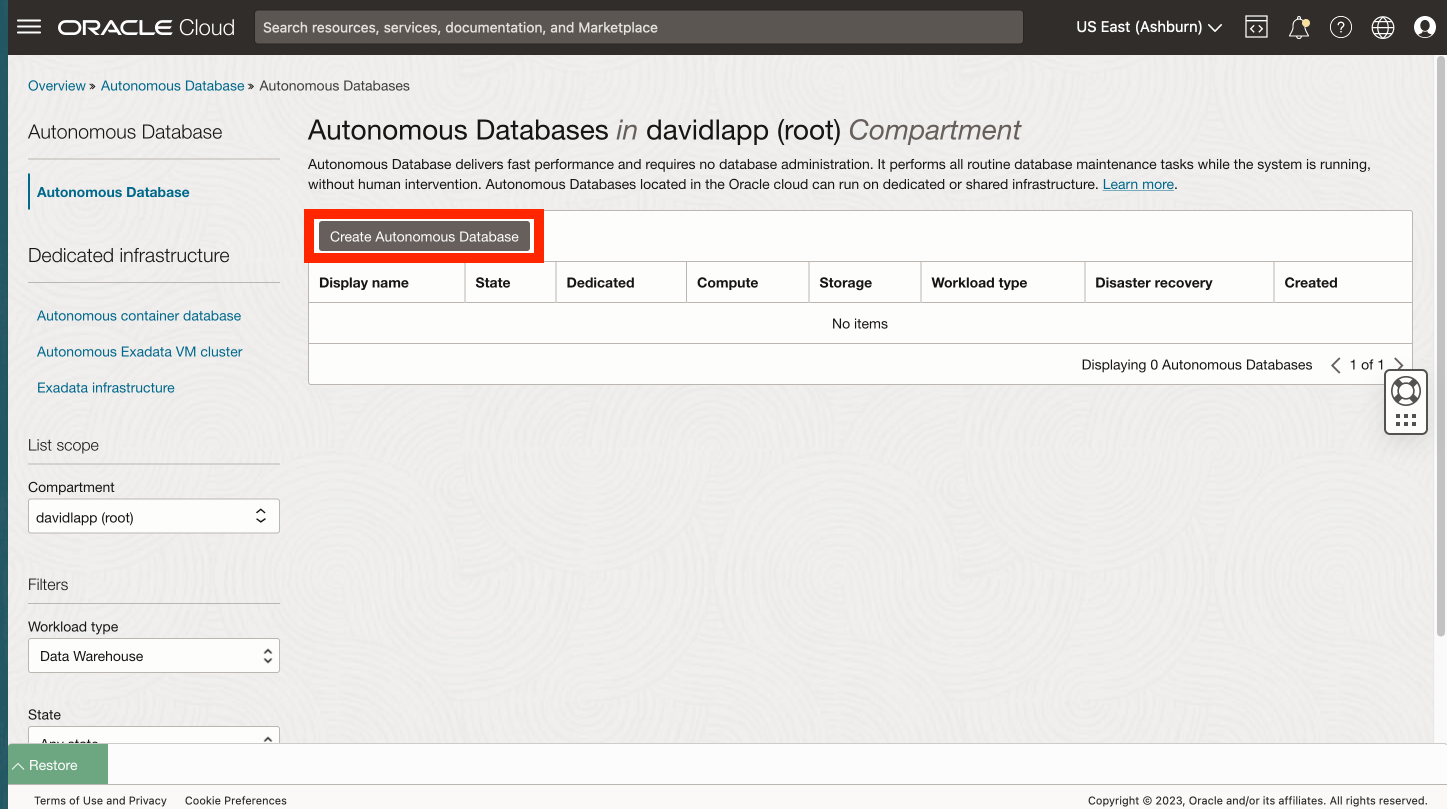 ORACLE Cloud
Search resources, services, documentation, and Marketplace
US East (Ashburn)
Overview » Autonomous Database » Autonomous Databases
Autonomous Database
Autonomous Database
Dedicated infrastructure
Autonomous container database
Autonomous Exadata VM cluster
Exadata infrastructure
List scope
Compartment
davidlapp (root)
Filters
Workload type
Data Warehouse
State
Any state
Autonomous Databases in davidlapp (root) Compartment
Autonomous Database delivers fast performance and requires no database administration. It performs all routine database maintenance tasks while the system is running,
without human intervention. Autonomous Databases located in the Oracle cloud can run on dedicated or shared infrastructure. Learn more.
Create Autonomous Database
Display name State Dedicated Compute Storage Workload type Disaster recovery Created
No items
Displaying 0 Autonomous Databases 1 of 1
Restore
Terms of Use and Privacy Cookie Preferences Copyright © 2023, Oracle and/or its affiliates. All rights reserved.